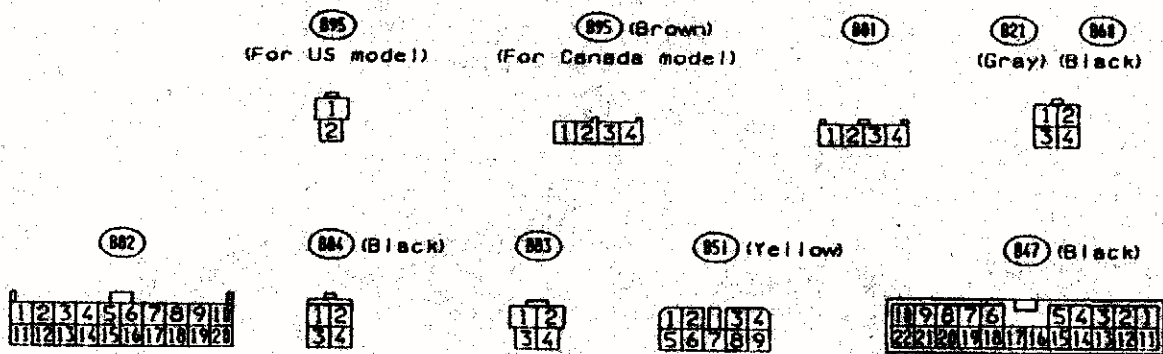 B95 B95 (Brown) B81 B21 B68
(For US model) (For Canada model) (Gray) (Black)
1
2
1 2 3 4
1 2 3 4
1 2
3 4
B82 B84 (Black) B83 B51 (Yellow) B47 (Black)
1 2 3 4 5 6 7 8 9 10
11 12 13 14 15 16 17 18 19 20
1 2
3 4
1 2
3 4
1 2 3 4
5 6 7 8 9
10 9 8 7 6 5 4 3 2 1
22 21 20 19 18 17 16 15 14 13 12 11